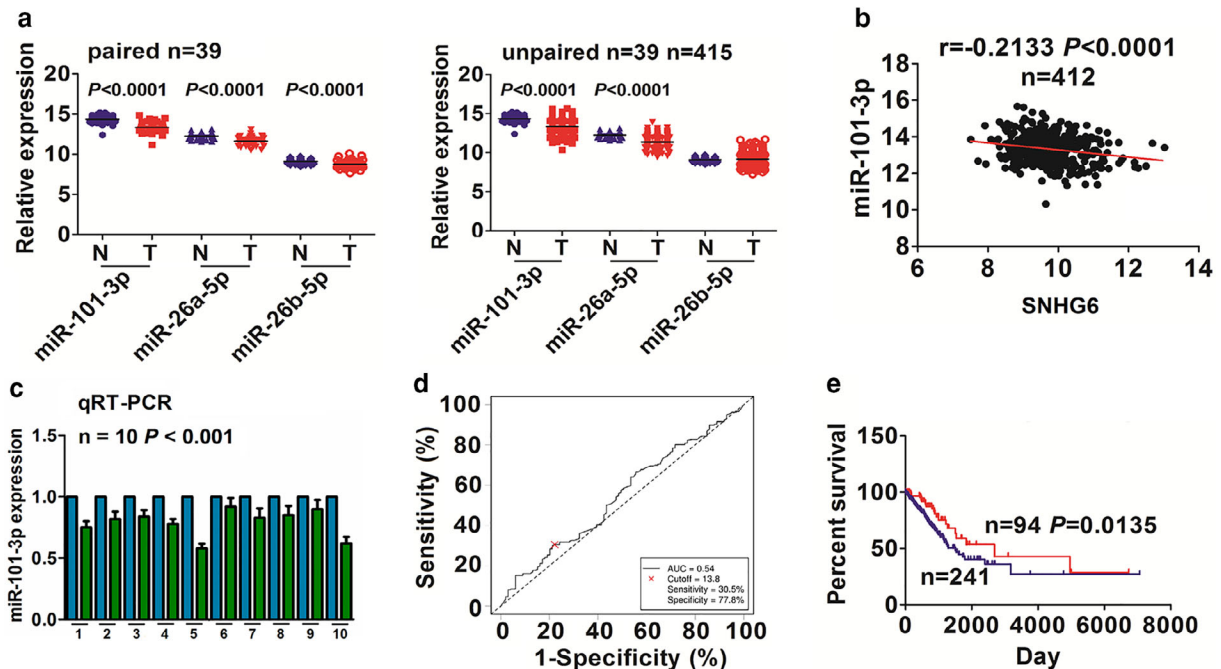 a
paired n=39
Relative expression
20
15
10
5
0
P<0.0001 P<0.0001 P<0.0001
N T N T N T
miR-101-3p miR-26a-5p miR-26b-5p
unpaired n=39 n=415
Relative expression
20
15
10
5
0
P<0.0001 P<0.0001
N T N T N T
miR-101-3p miR-26a-5p miR-26b-5p
b
r=-0.2133 P<0.0001
n=412
miR-101-3p
18
16
14
12
10
8
6 8 10 12 14
SNHG6
c
qRT-PCR
n = 10 P < 0.001
miR-101-3p expression
1.5
1.0
0.5
0.0
1 2 3 4 5 6 7 8 9 10
d
Sensitivity (%)
100
80
60
40
20
0
AUC = 0.54
Cutoff = 13.8
Sensitivity = 30.5%
Specificity = 77.8%
0 20 40 60 80 100
1-Specificity (%)
e
Percent survival
150
100
50
0
n=94 P=0.0135
n=241
0 2000 4000 6000 8000
Day